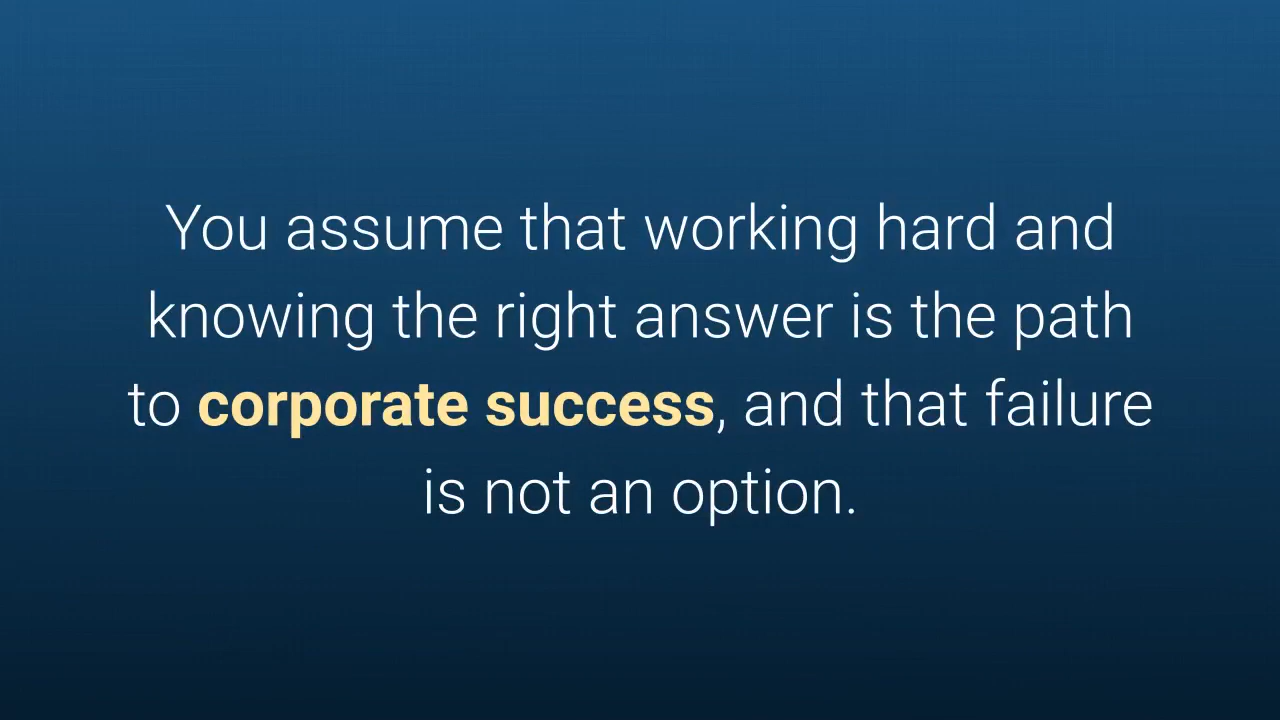 You assume that working hard and
knowing the right answer is the path
to corporate success, and that failure
is not an option.